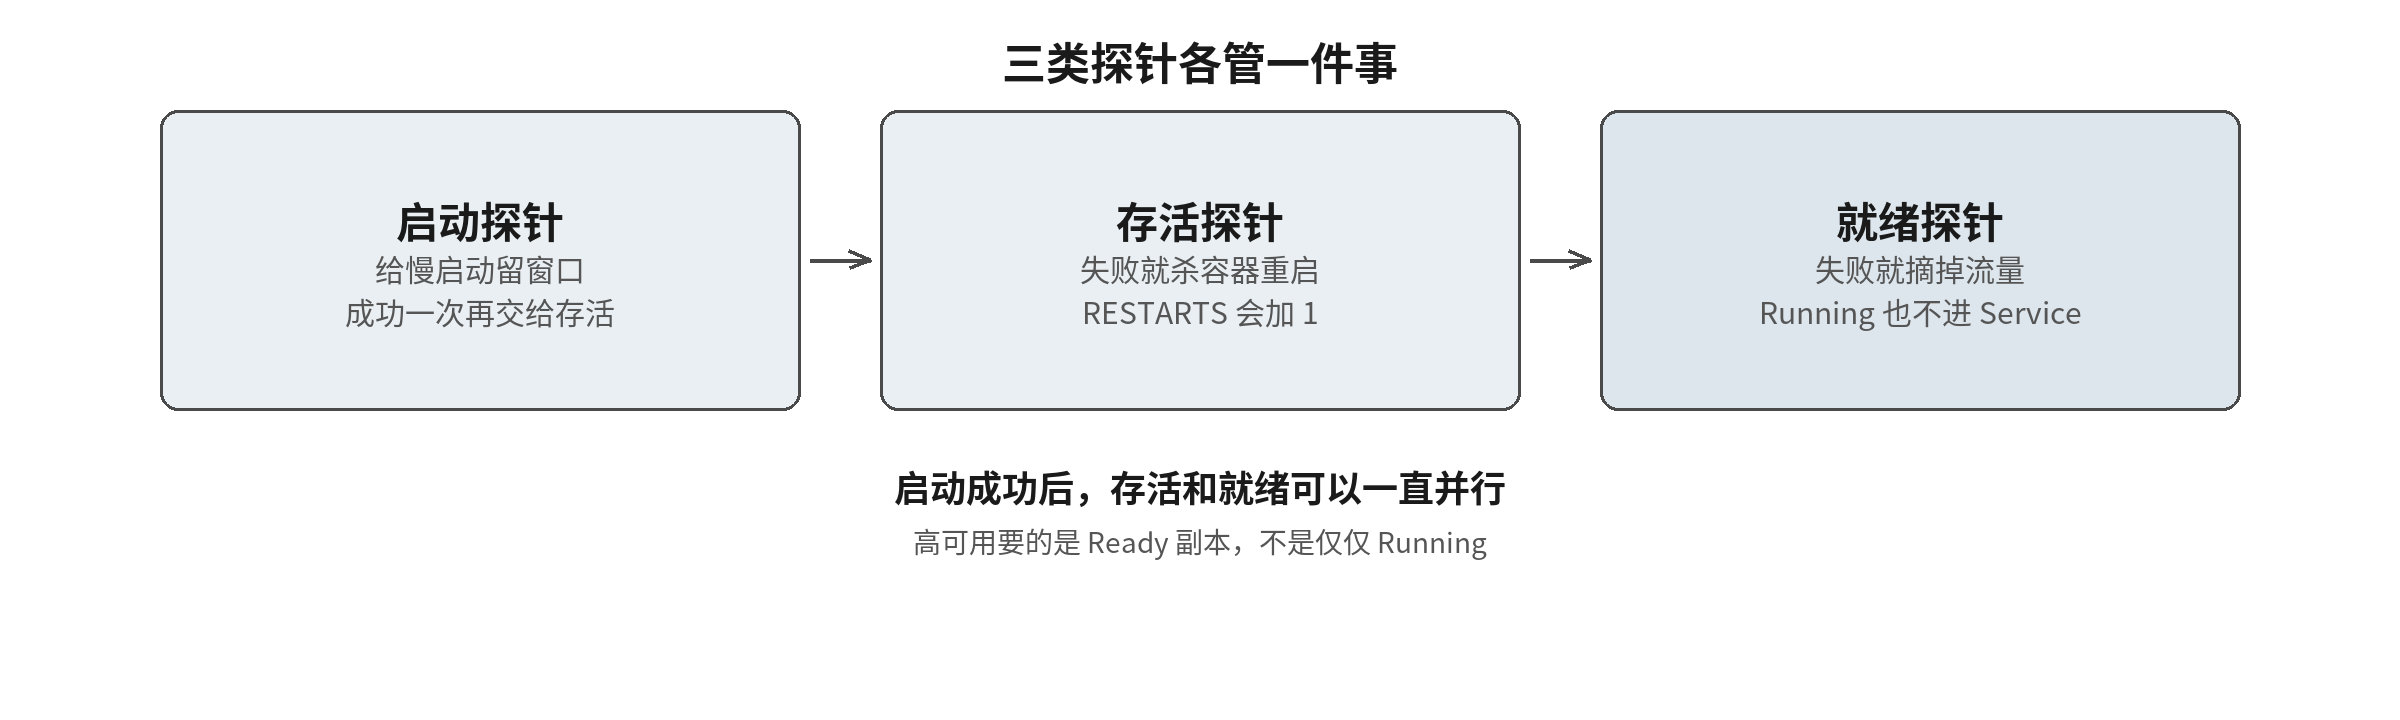 三类探针各管一件事
启动探针
给慢启动留窗口
成功一次再交给存活
存活探针
失败就杀容器重启
RESTARTS 会加 1
就绪探针
失败就摘掉流量
Running 也不进 Service
启动成功后，存活和就绪可以一直并行
高可用要的是 Ready 副本，不是仅仅 Running